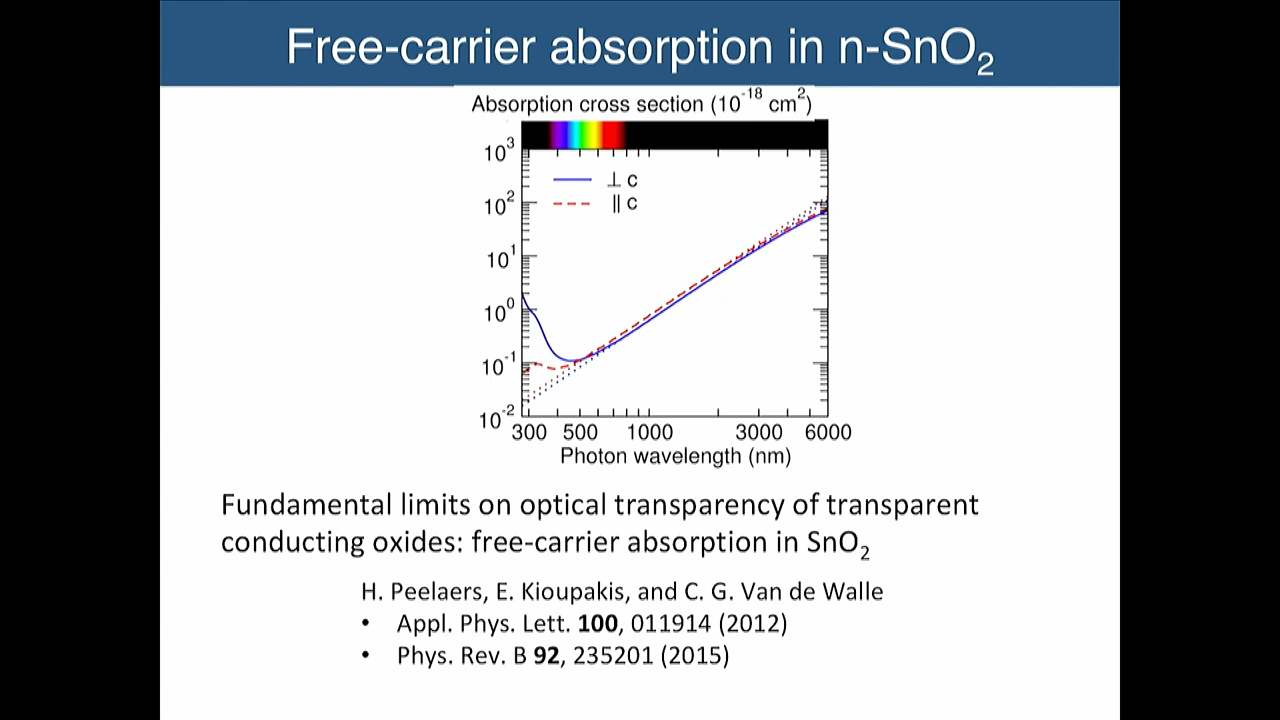 Free-carrier absorption in n-SnO₂
Absorption cross section (10⁻¹⁸ cm²)
10³
10²
10¹
10⁰
10⁻¹
10⁻²
⊥ c
∥ c
300 500 1000 3000 6000
Photon wavelength (nm)
Fundamental limits on optical transparency of transparent
conducting oxides: free-carrier absorption in SnO₂
H. Peelaers, E. Kioupakis, and C. G. Van de Walle
• Appl. Phys. Lett. 100, 011914 (2012)
• Phys. Rev. B 92, 235201 (2015)